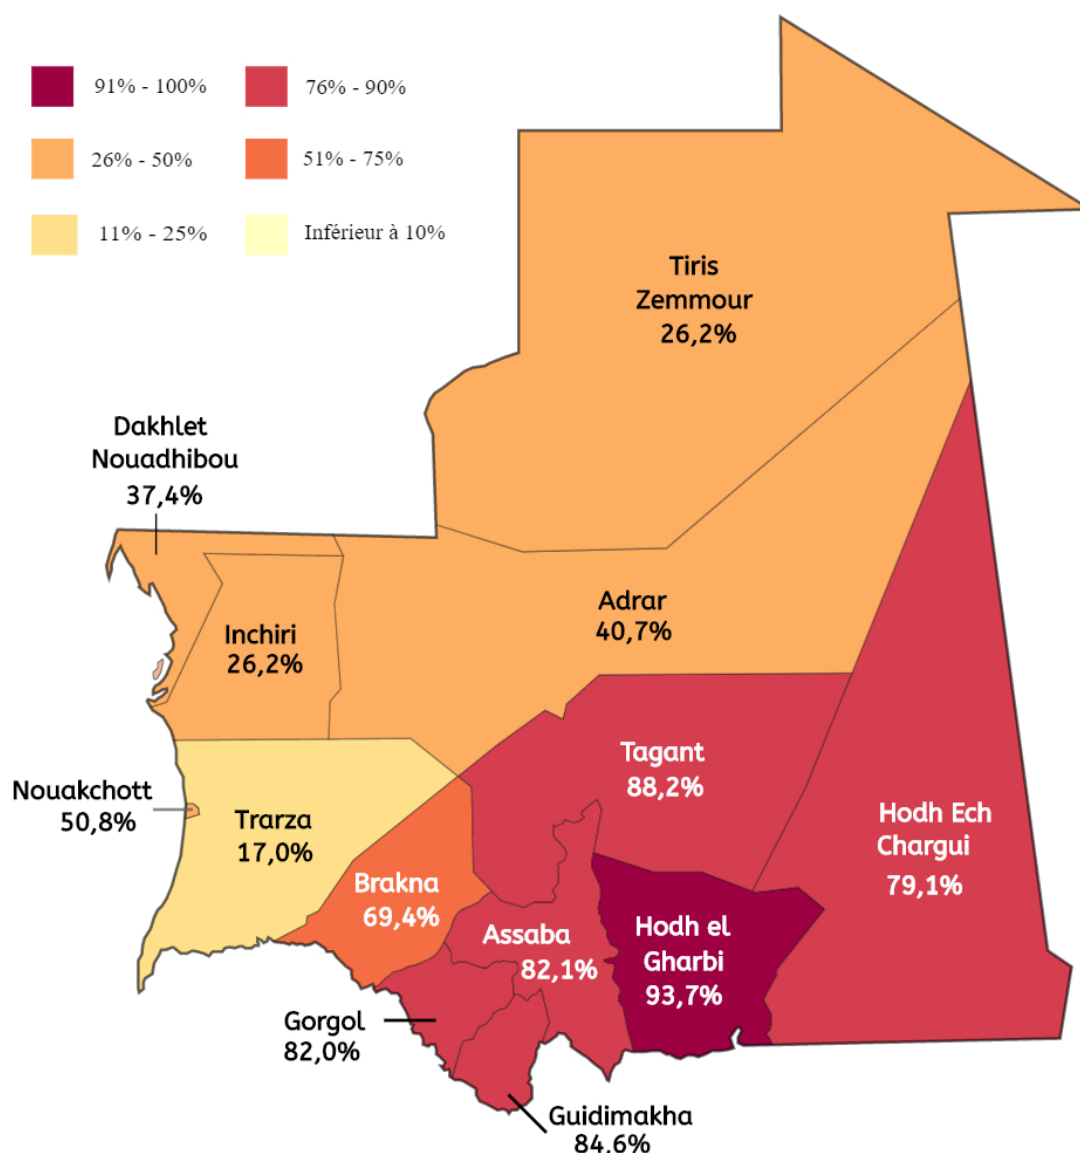 91% - 100%
76% - 90%
26% - 50%
51% - 75%
11% - 25%
Inférieur à 10%
Tiris
Zemmour
26,2%
Dakhlet
Nouadhibou
37,4%
Adrar
40,7%
Inchiri
26,2%
Tagant
88,2%
Nouakchott
50,8%
Trarza
17,0%
Hodh Ech
Chargui
79,1%
Brakna
69,4%
Assaba
82,1%
Hodh el
Gharbi
93,7%
Gorgol
82,0%
Guidimakha
84,6%